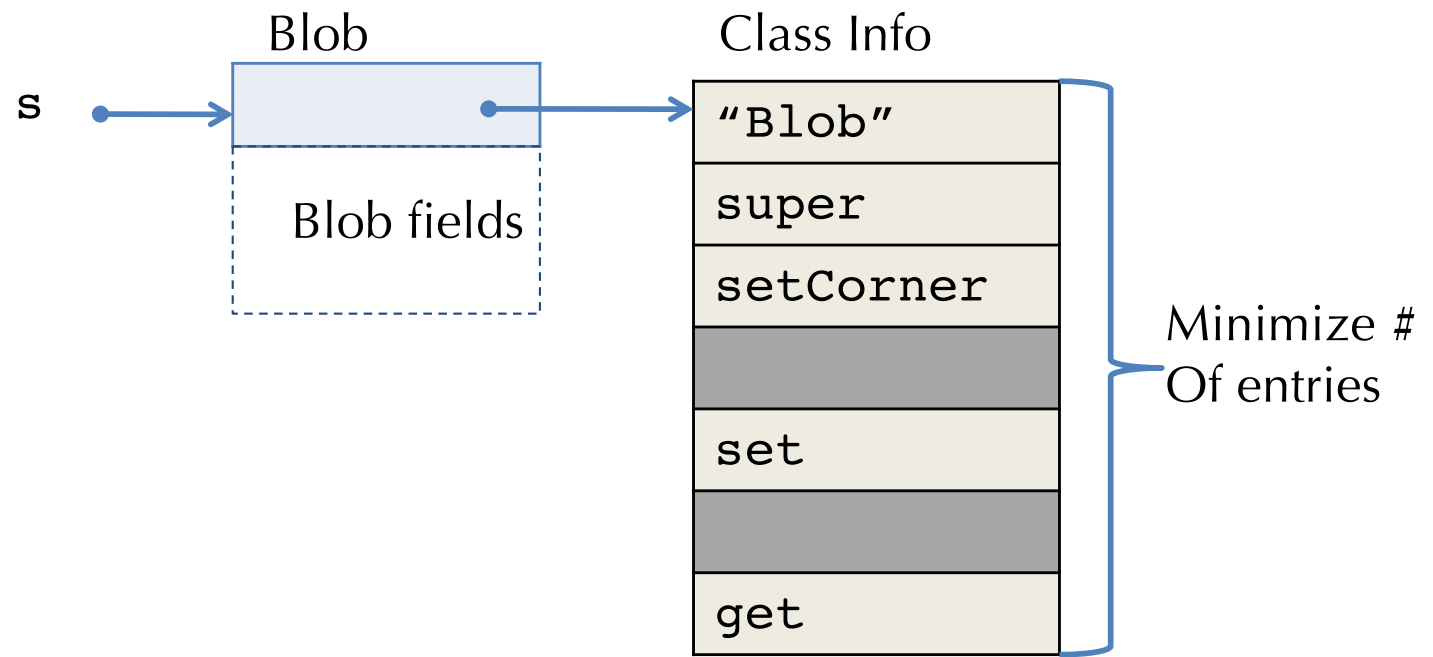 Blob
Class Info
s
“Blob”
Blob fields
super
setCorner
set
get
Minimize #
Of entries